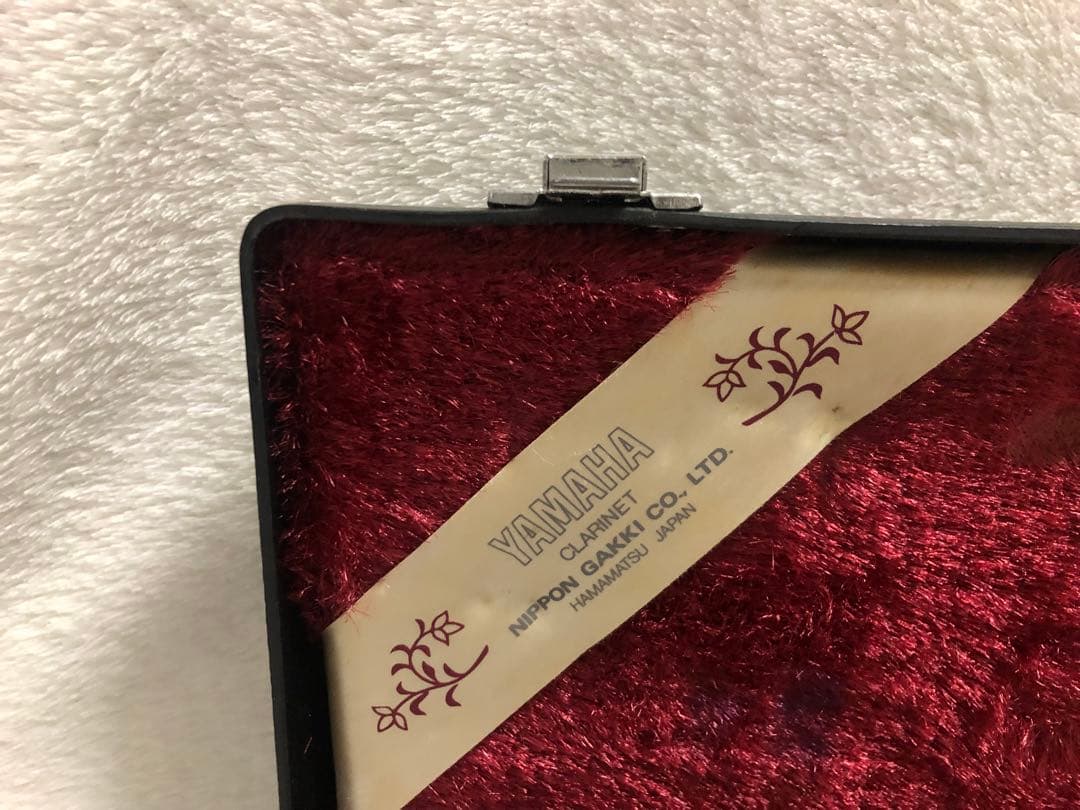 YAMAHA
CLARINET
NIPPON GAKKI CO., LTD.
HAMAMATSU JAPAN